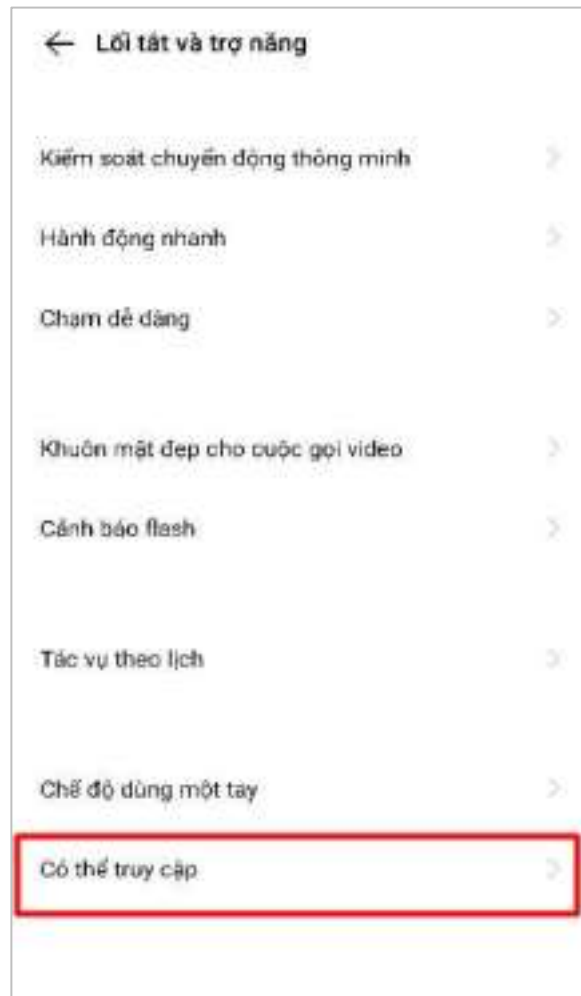 Lối tắt và trợ năng
Kiểm soát chuyển động thông minh
Hành động nhanh
Chạm dễ dàng
Khuôn mặt đẹp cho cuộc gọi video
Cảnh báo flash
Tác vụ theo lịch
Chế độ dùng một tay
Có thể truy cập